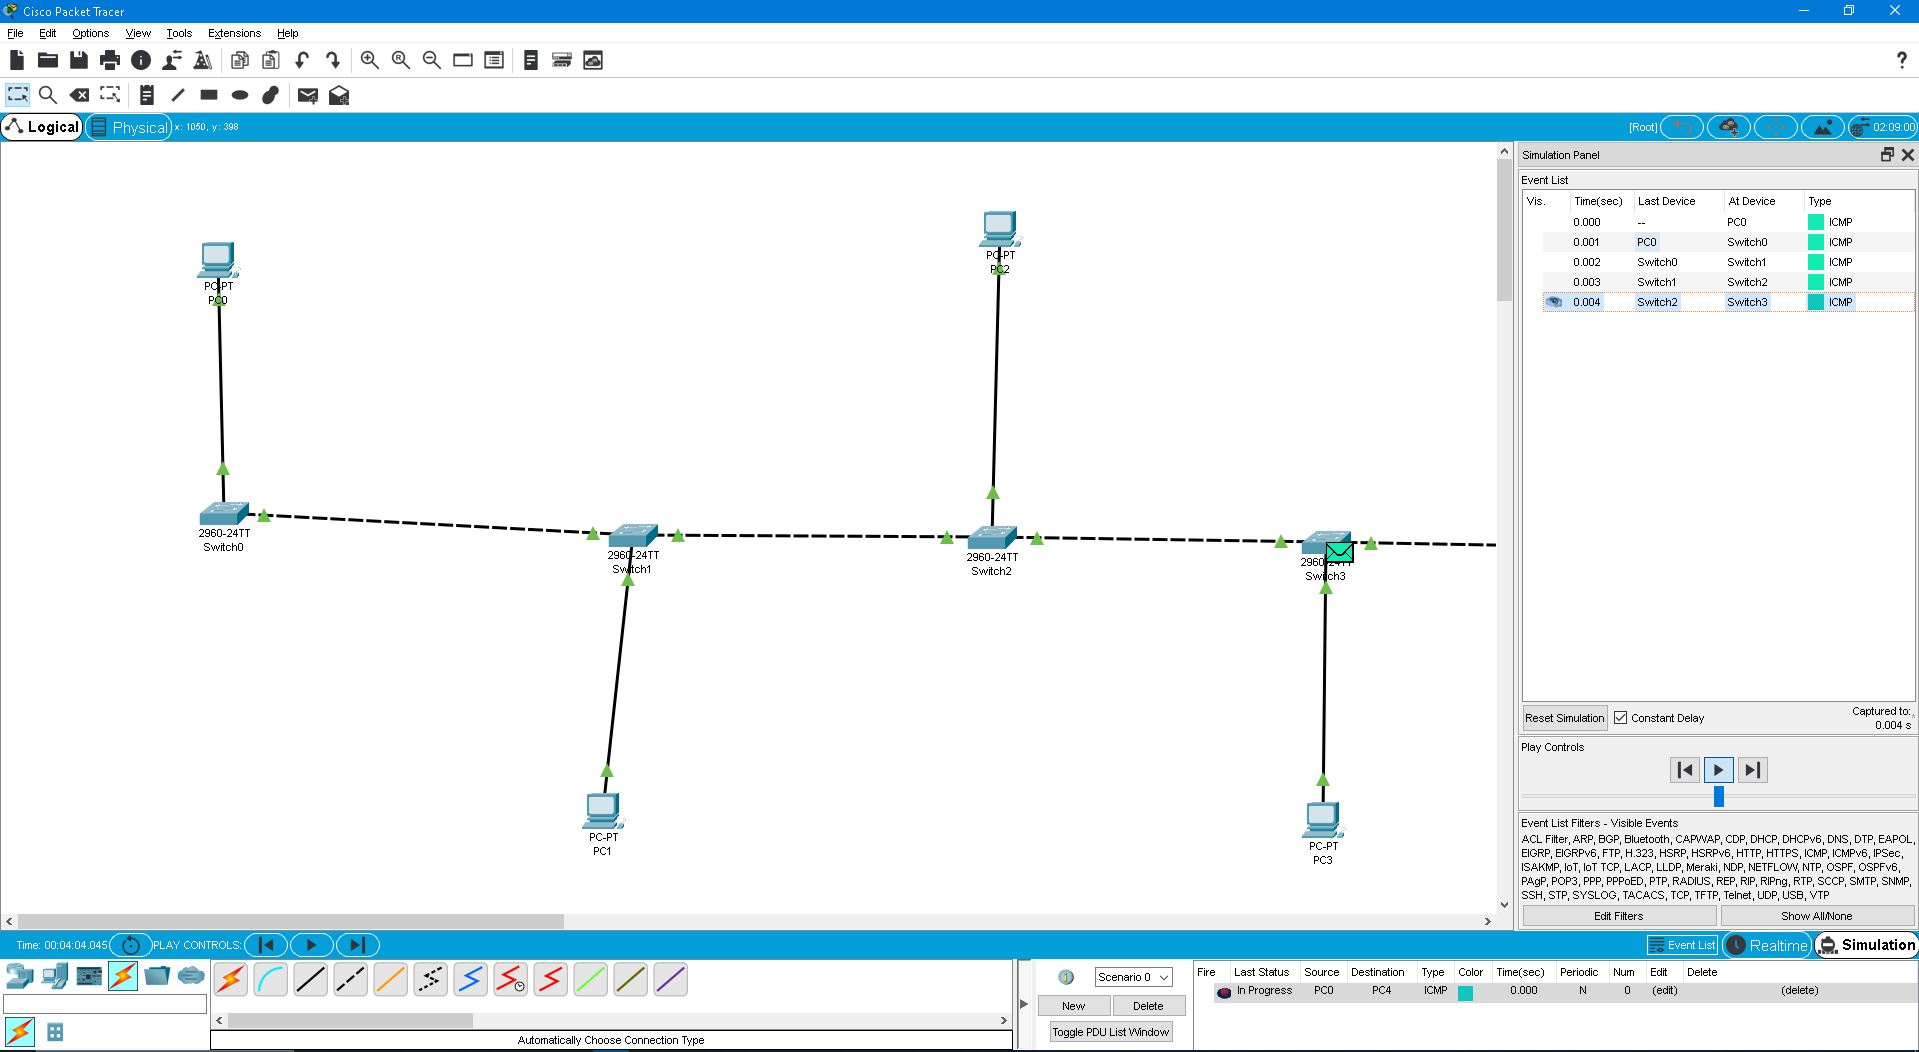 Cisco Packet Tracer
File Edit Options View Tools Extensions Help
?
Logical Physical x: 1050, y: 398 [Root] 02:09:00
Simulation Panel
Event List
Vis. Time(sec) Last Device At Device Type
0.000 -- PC0 ICMP
0.001 PC0 Switch0 ICMP
0.002 Switch0 Switch1 ICMP
0.003 Switch1 Switch2 ICMP
0.004 Switch2 Switch3 ICMP
PC-PT
PC0
PC-PT
PC2
2960-24TT
Switch0
2960-24TT
Switch1
2960-24TT
Switch2
2960-24TT
Switch3
PC-PT
PC1
PC-PT
PC3
Reset Simulation Constant Delay Captured to:
0.004 s
Play Controls
Event List Filters - Visible Events
ACL Filter, ARP, BGP, Bluetooth, CAPWAP, CDP, DHCP, DHCPv6, DNS, DTP, EAPOL,
EIGRP, EIGRPv6, FTP, H.323, HSRP, HSRPv6, HTTP, HTTPS, ICMP, ICMPv6, IPSec,
ISAKMP, IoT, IoT TCP, LACP, LLDP, Meraki, NDP, NETFLOW, NTP, OSPF, OSPFv6,
PAgP, POP3, PPP, PPPoED, PTP, RADIUS, REP, RIP, RIPng, RTP, SCCP, SMTP, SNMP,
SSH, STP, SYSLOG, TACACS, TCP, TFTP, Telnet, UDP, USB, VTP
Edit Filters Show All/None
Time: 00:04:04.045 PLAY CONTROLS: Event List Realtime Simulation
Scenario 0
New Delete
Toggle PDU List Window
Fire Last Status Source Destination Type Color Time(sec) Periodic Num Edit Delete
In Progress PC0 PC4 ICMP 0.000 N 0 (edit) (delete)
Automatically Choose Connection Type